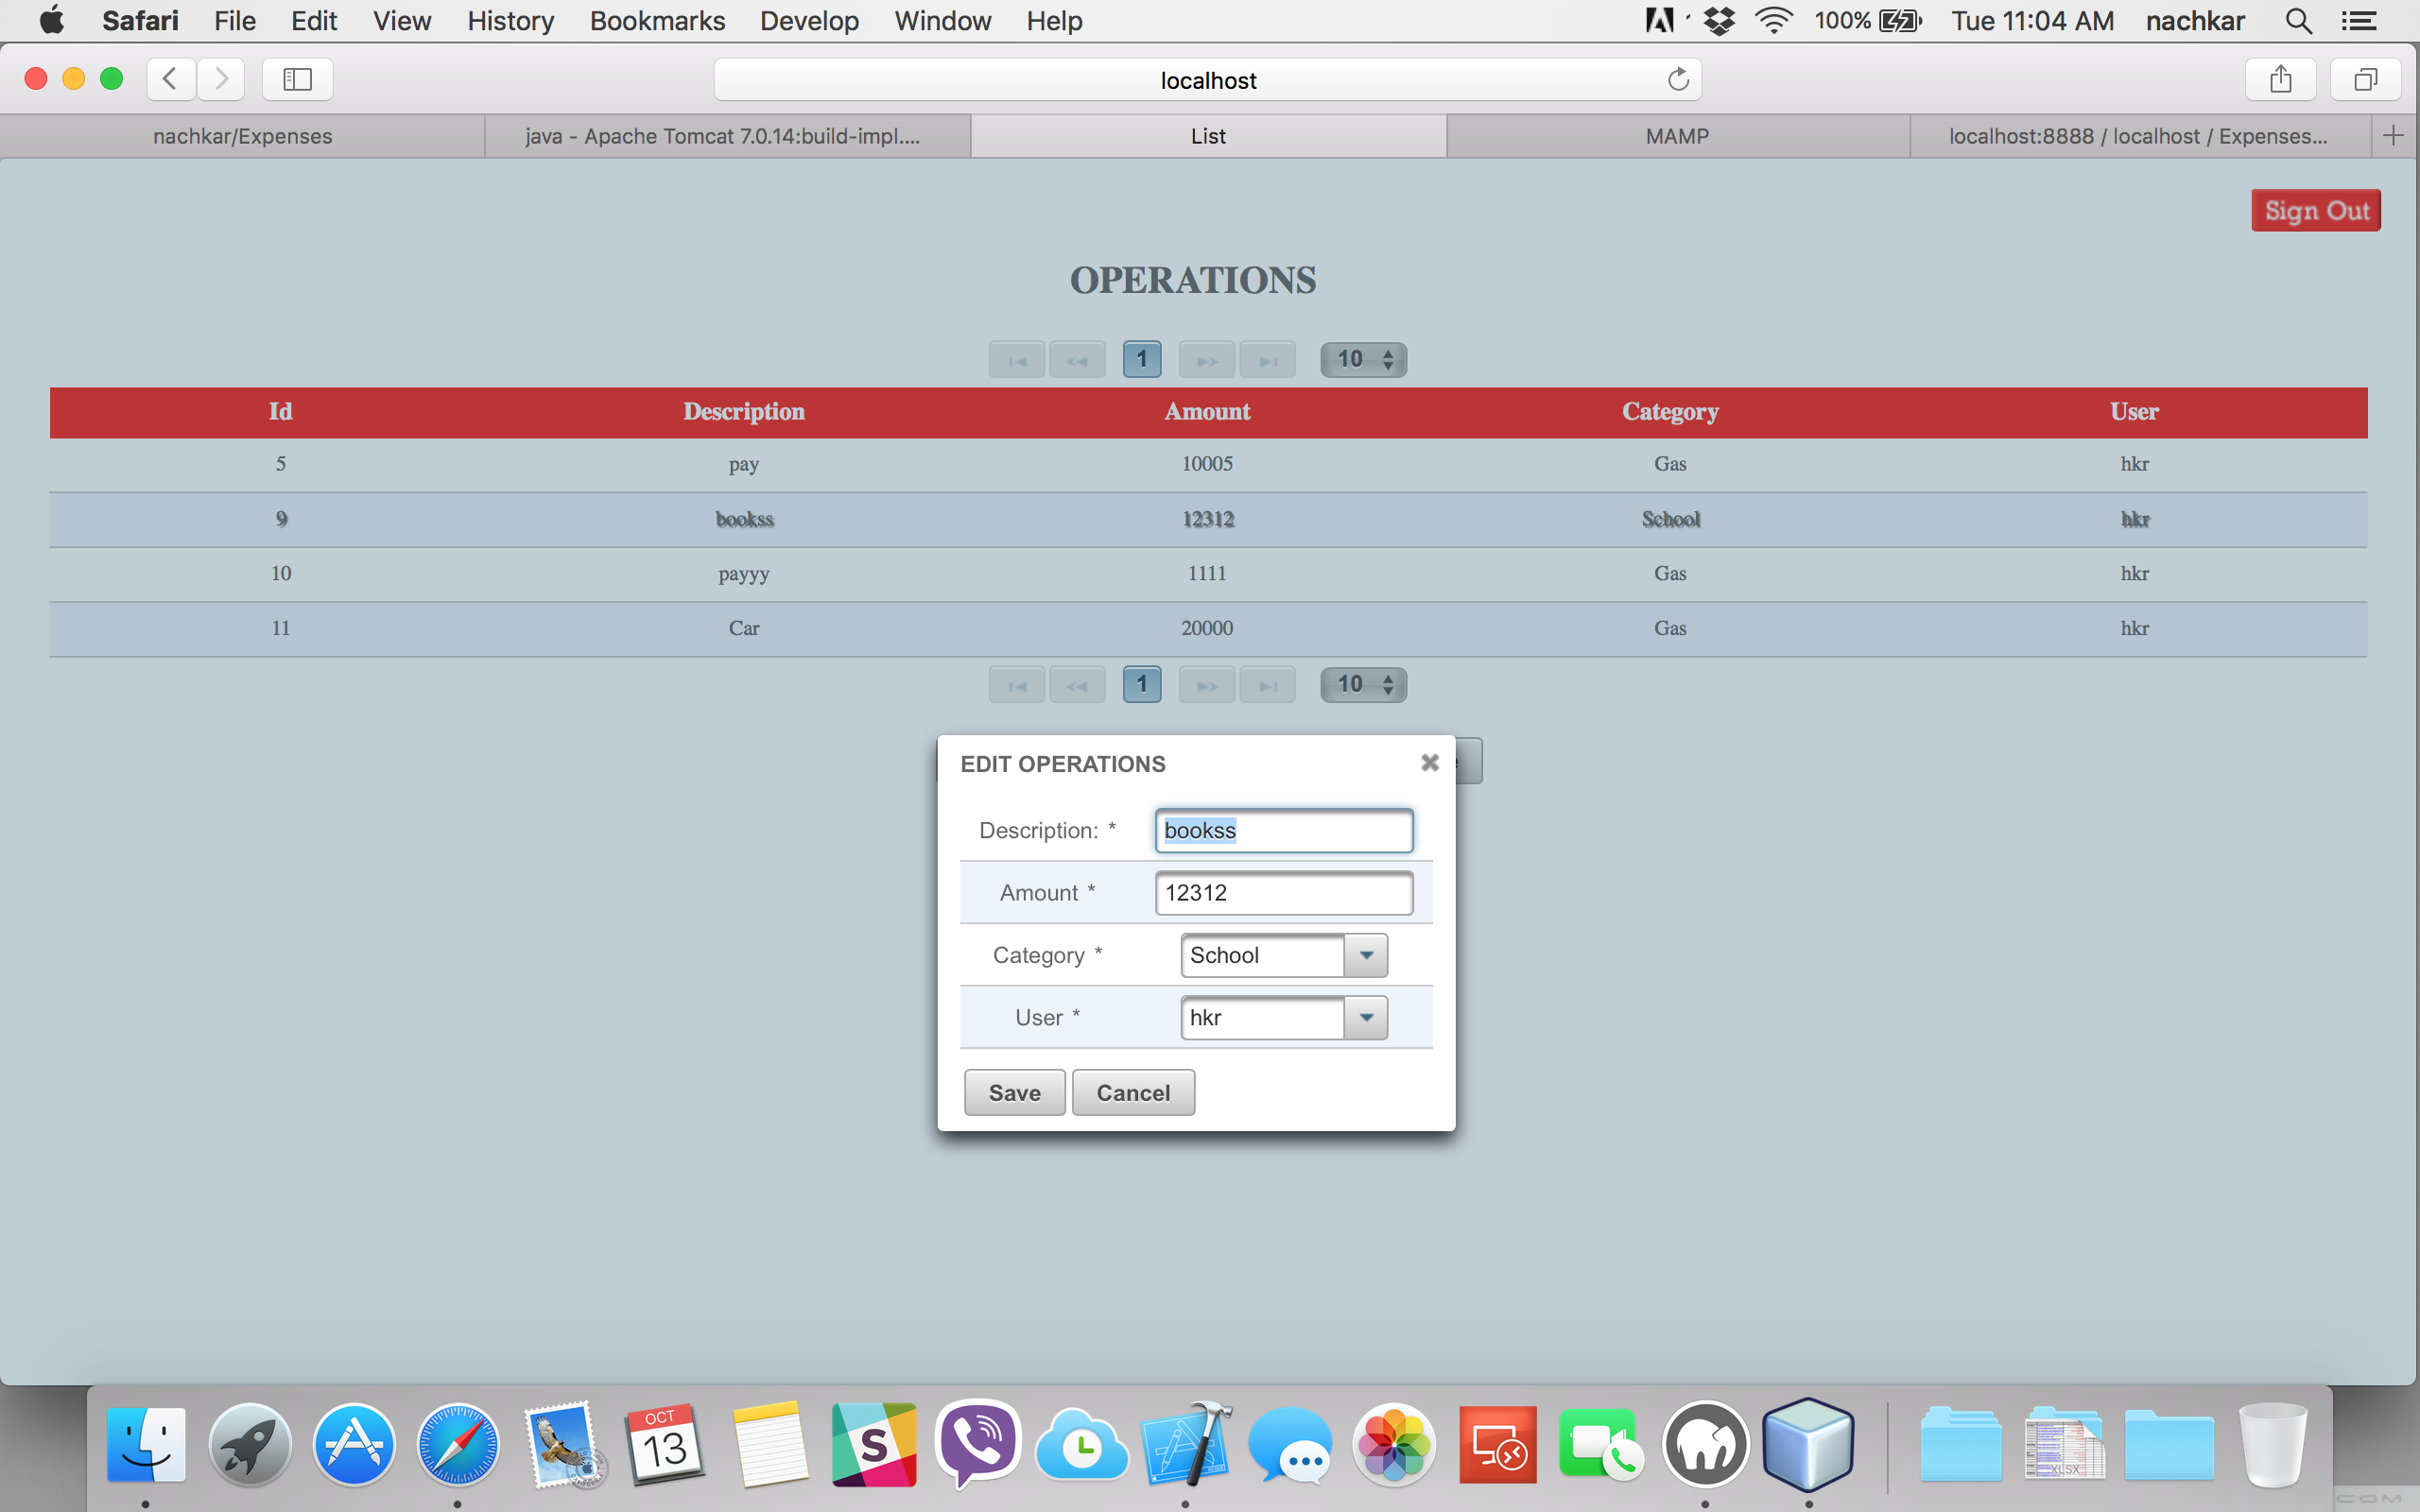 Safari File Edit View History Bookmarks Develop Window Help 100% Tue 11:04 AM nachkar
localhost
nachkar/Expenses java - Apache Tomcat 7.0.14:build-impl.... List MAMP localhost:8888 / localhost / Expenses...
Sign Out
OPERATIONS
1 10
Id Description Amount Category User
5 pay 10005 Gas hkr
9 bookss 12312 School hkr
10 payyy 1111 Gas hkr
11 Car 20000 Gas hkr
1 10
EDIT OPERATIONS
Description: * bookss
Amount * 12312
Category * School
User * hkr
Save Cancel
OCT
13
S
XLSX
COM